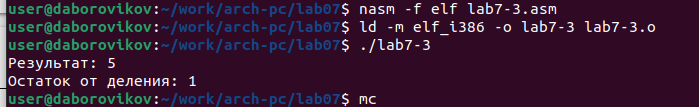 user@daborovikov:~/work/arch-pc/lab07$ nasm -f elf lab7-3.asm
user@daborovikov:~/work/arch-pc/lab07$ ld -m elf_i386 -o lab7-3 lab7-3.o
user@daborovikov:~/work/arch-pc/lab07$ ./lab7-3
Результат: 5
Остаток от деления: 1
user@daborovikov:~/work/arch-pc/lab07$ mc